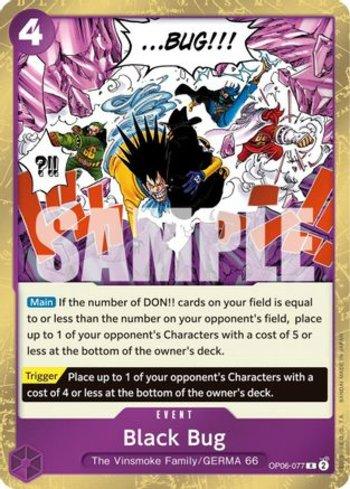 4
...BUG!!!
?!!
SAMPLE
Main If the number of DON!! cards on your field is equal
to or less than the number on your opponent's field, place
up to 1 of your opponent's Characters with a cost of 5 or
less at the bottom of the owner's deck.
Trigger Place up to 1 of your opponent's Characters with a
cost of 4 or less at the bottom of the owner's deck.
EVENT
Black Bug
The Vinsmoke Family/GERMA 66
OP06-077 R 2